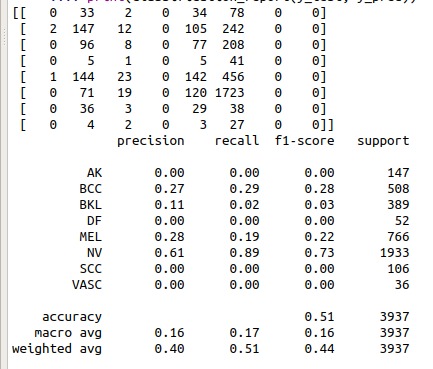 [[   0   33    2    0   34   78    0    0]
 [   2  147   12    0  105  242    0    0]
 [   0   96    8    0   77  208    0    0]
 [   0    5    1    0    5   41    0    0]
 [   1  144   23    0  142  456    0    0]
 [   0   71   19    0  120 1723    0    0]
 [   0   36    3    0   29   38    0    0]
 [   0    4    2    0    3   27    0    0]]
              precision    recall  f1-score   support
          AK       0.00      0.00      0.00       147
         BCC       0.27      0.29      0.28       508
         BKL       0.11      0.02      0.03       389
          DF       0.00      0.00      0.00        52
         MEL       0.28      0.19      0.22       766
          NV       0.61      0.89      0.73      1933
         SCC       0.00      0.00      0.00       106
        VASC       0.00      0.00      0.00        36
    accuracy                           0.51      3937
   macro avg       0.16      0.17      0.16      3937
weighted avg       0.40      0.51      0.44      3937